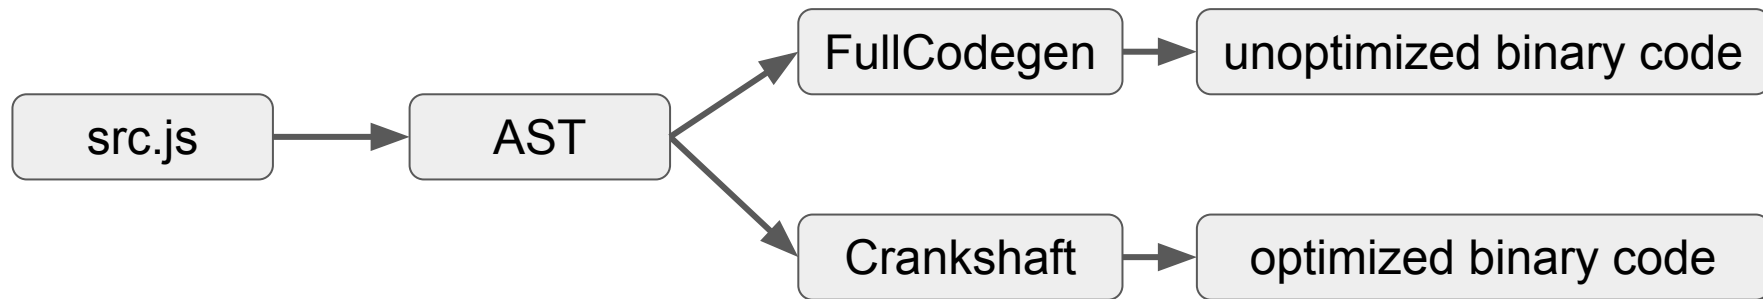 src.js
AST
FullCodegen
unoptimized binary code
Crankshaft
optimized binary code